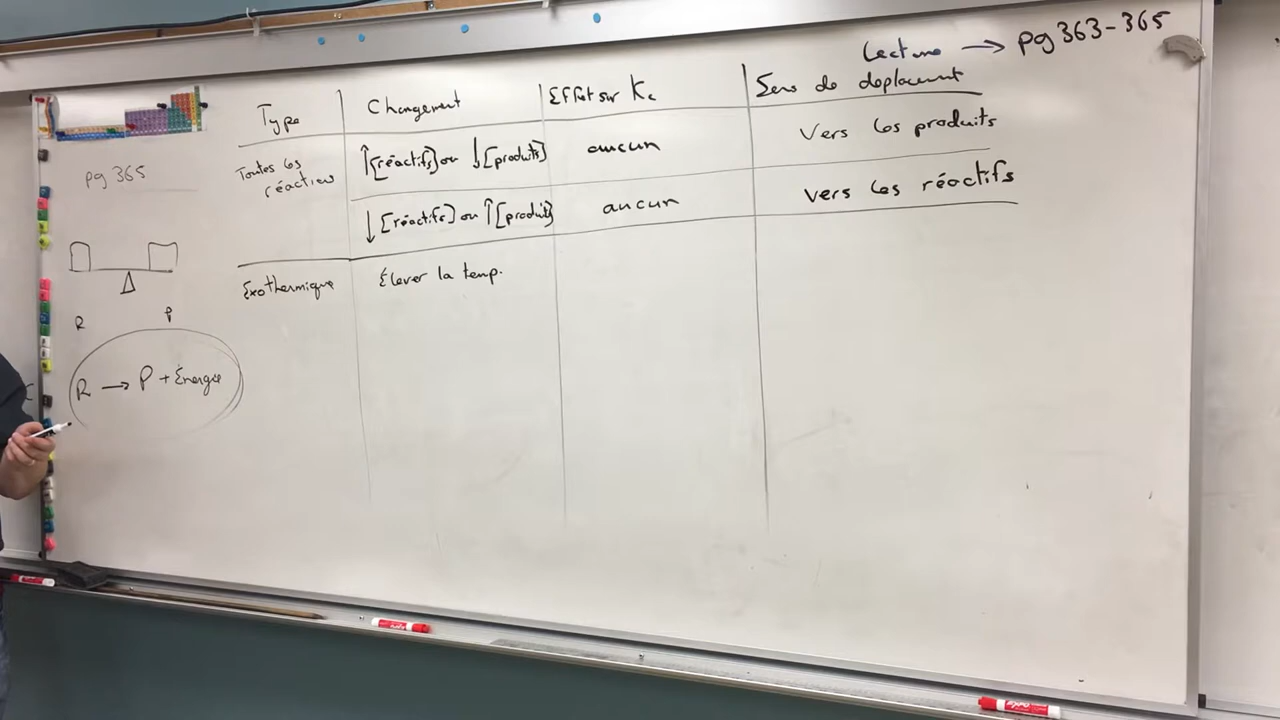 Lecture → pg 363-365
Type Changement Effet sur Kc Sens de deplacement
Toutes les réaction ↑[réactifs] ou ↓[produits] aucun Vers les produits
↓[réactifs] ou ↑[produits] aucun vers les réactifs
Exothermique Élever la temp.
pg 365
R P
R → P + Énergie